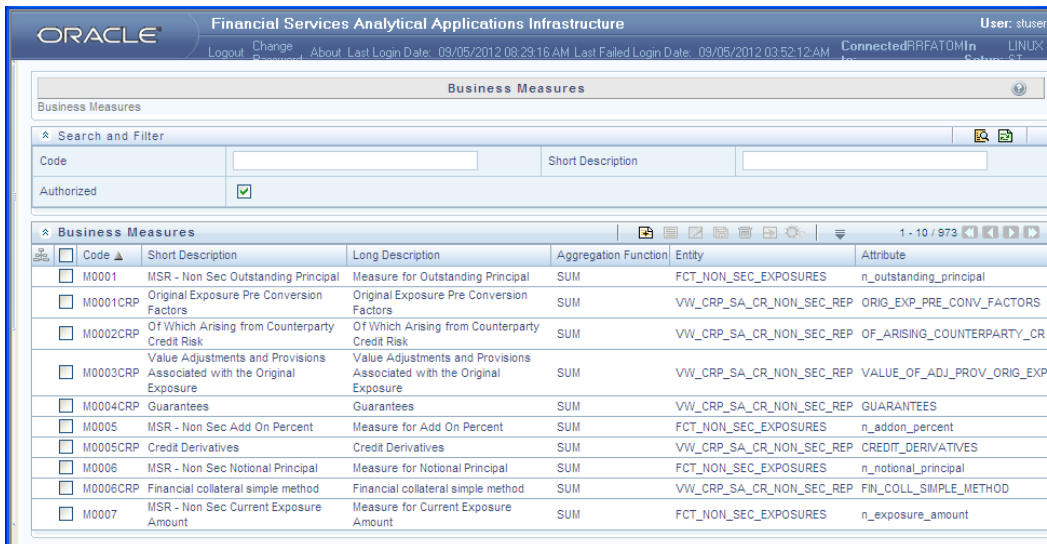 ORACLE
Financial Services Analytical Applications Infrastructure
User: stuser
Logout Change About Last Login Date: 09/05/2012 08:29:16 AM Last Failed Login Date: 09/05/2012 03:52:12:AM Connected RRFATOM In LINUX
Business Measures
Business Measures
Search and Filter
Code
Short Description
Authorized
Business Measures
1 - 10 / 973
Code Short Description Long Description Aggregation Function Entity Attribute
M0001 MSR - Non Sec Outstanding Principal Measure for Outstanding Principal SUM FCT_NON_SEC_EXPOSURES n_outstanding_principal
M0001CRP Original Exposure Pre Conversion Factors Original Exposure Pre Conversion Factors SUM VW_CRP_SA_CR_NON_SEC_REP ORIG_EXP_PRE_CONV_FACTORS
M0002CRP Of Which Arising from Counterparty Credit Risk Of Which Arising from Counterparty Credit Risk SUM VW_CRP_SA_CR_NON_SEC_REP OF_ARISING_COUNTERPARTY_CR
M0003CRP Value Adjustments and Provisions Associated with the Original Exposure Value Adjustments and Provisions Associated with the Original Exposure SUM VW_CRP_SA_CR_NON_SEC_REP VALUE_OF_ADJ_PROV_ORIG_EXP
M0004CRP Guarantees Guarantees SUM VW_CRP_SA_CR_NON_SEC_REP GUARANTEES
M0005 MSR - Non Sec Add On Percent Measure for Add On Percent SUM FCT_NON_SEC_EXPOSURES n_addon_percent
M0005CRP Credit Derivatives Credit Derivatives SUM VW_CRP_SA_CR_NON_SEC_REP CREDIT_DERIVATIVES
M0006 MSR - Non Sec Notional Principal Measure for Notional Principal SUM FCT_NON_SEC_EXPOSURES n_notional_principal
M0006CRP Financial collateral simple method Financial collateral simple method SUM VW_CRP_SA_CR_NON_SEC_REP FIN_COLL_SIMPLE_METHOD
M0007 MSR - Non Sec Current Exposure Amount Measure for Current Exposure Amount SUM FCT_NON_SEC_EXPOSURES n_exposure_amount